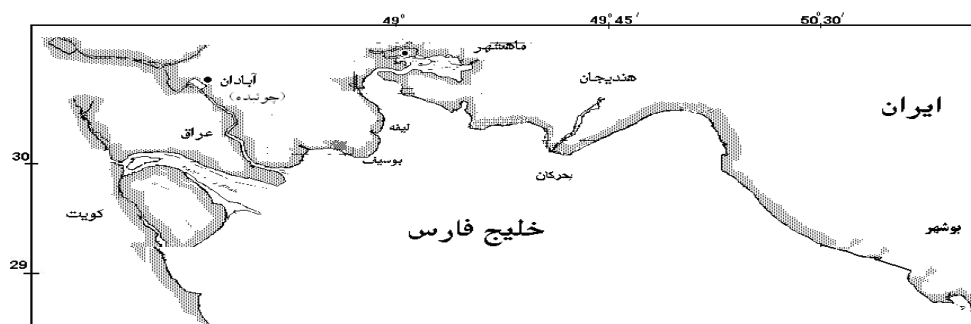 49° 49°45′ 50°30′
ماهشهر
آبادان
(جوئبده)
هندیجان
ایران
لیفه
عراق
بوسیف
30
بحرکان
کویت
خلیج فارس
بوشهر
29